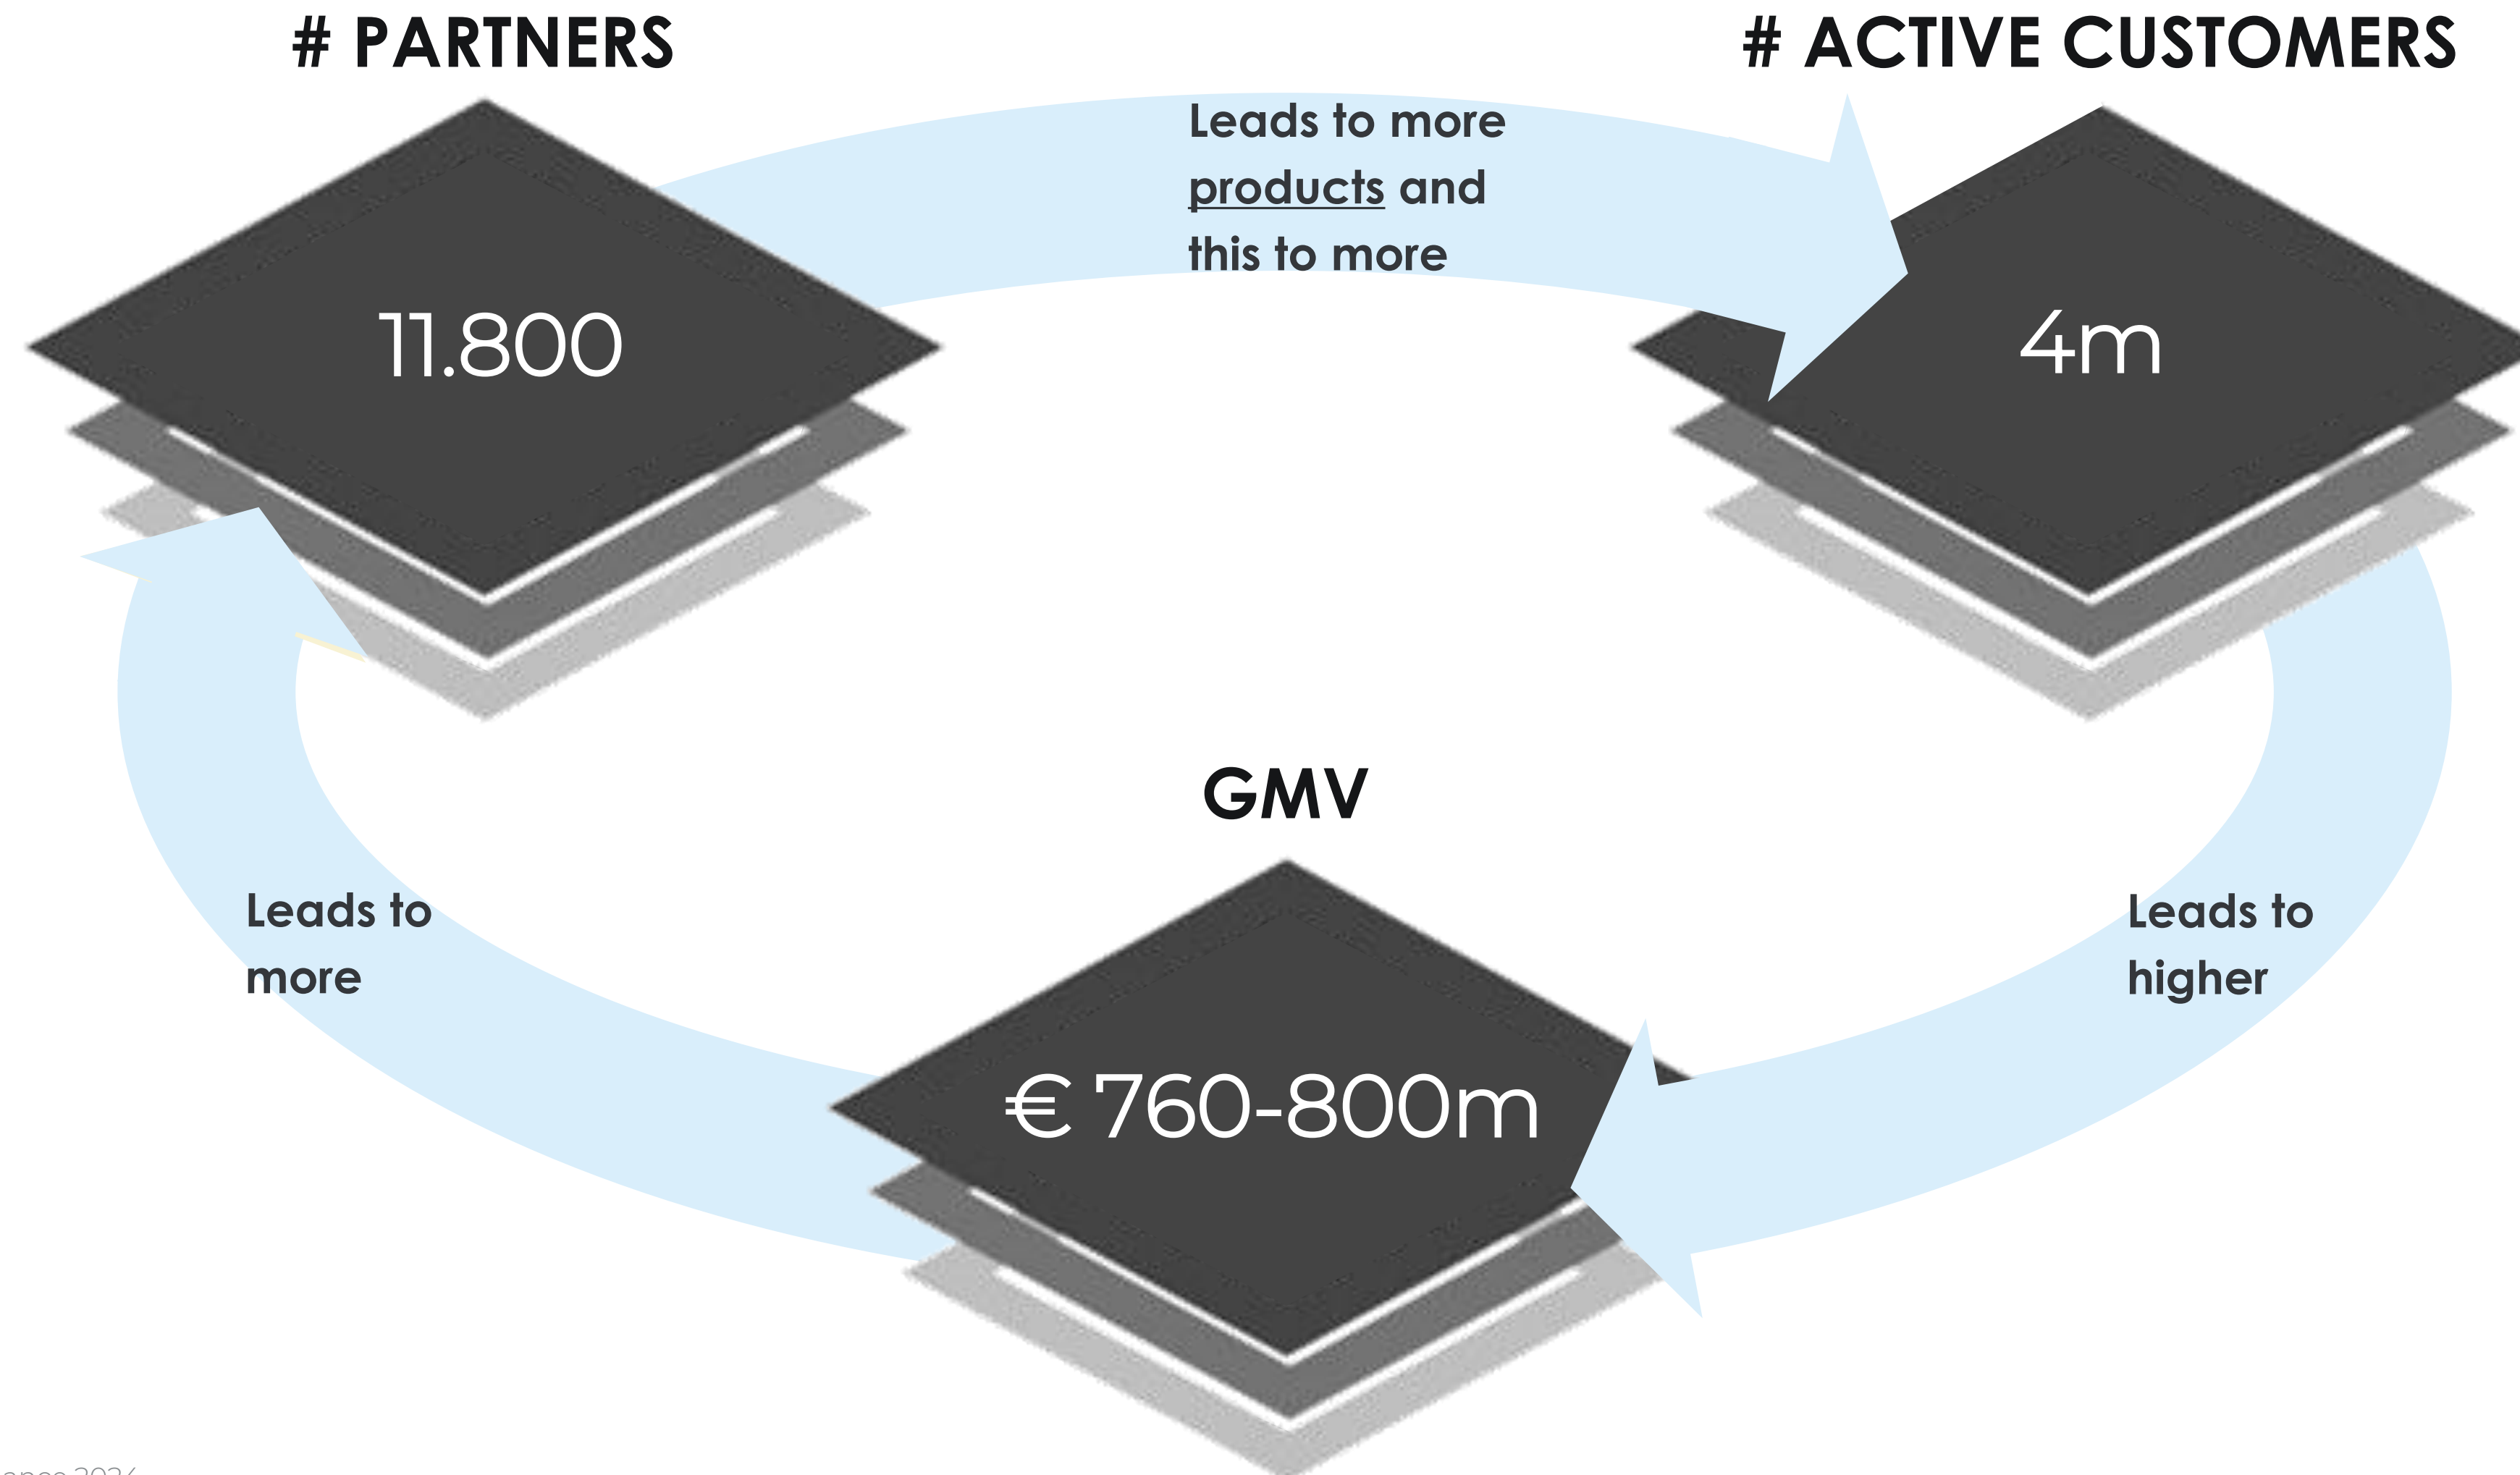 # PARTNERS
# ACTIVE CUSTOMERS
Leads to more
products and
this to more
11.800
4m
GMV
Leads to
more
Leads to
higher
€ 760-800m